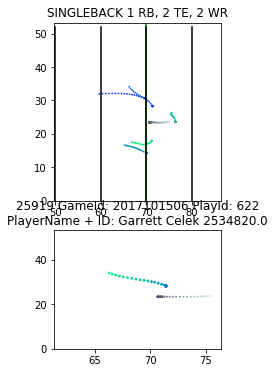 SINGLEBACK 1 RB, 2 TE, 2 WR
50
40
30
20
10
0
50 60 70 80
25919 GameId: 2017101506 PlayId: 622
PlayerName + ID: Garrett Celek 2534820.0
40
20
0
65 70 75